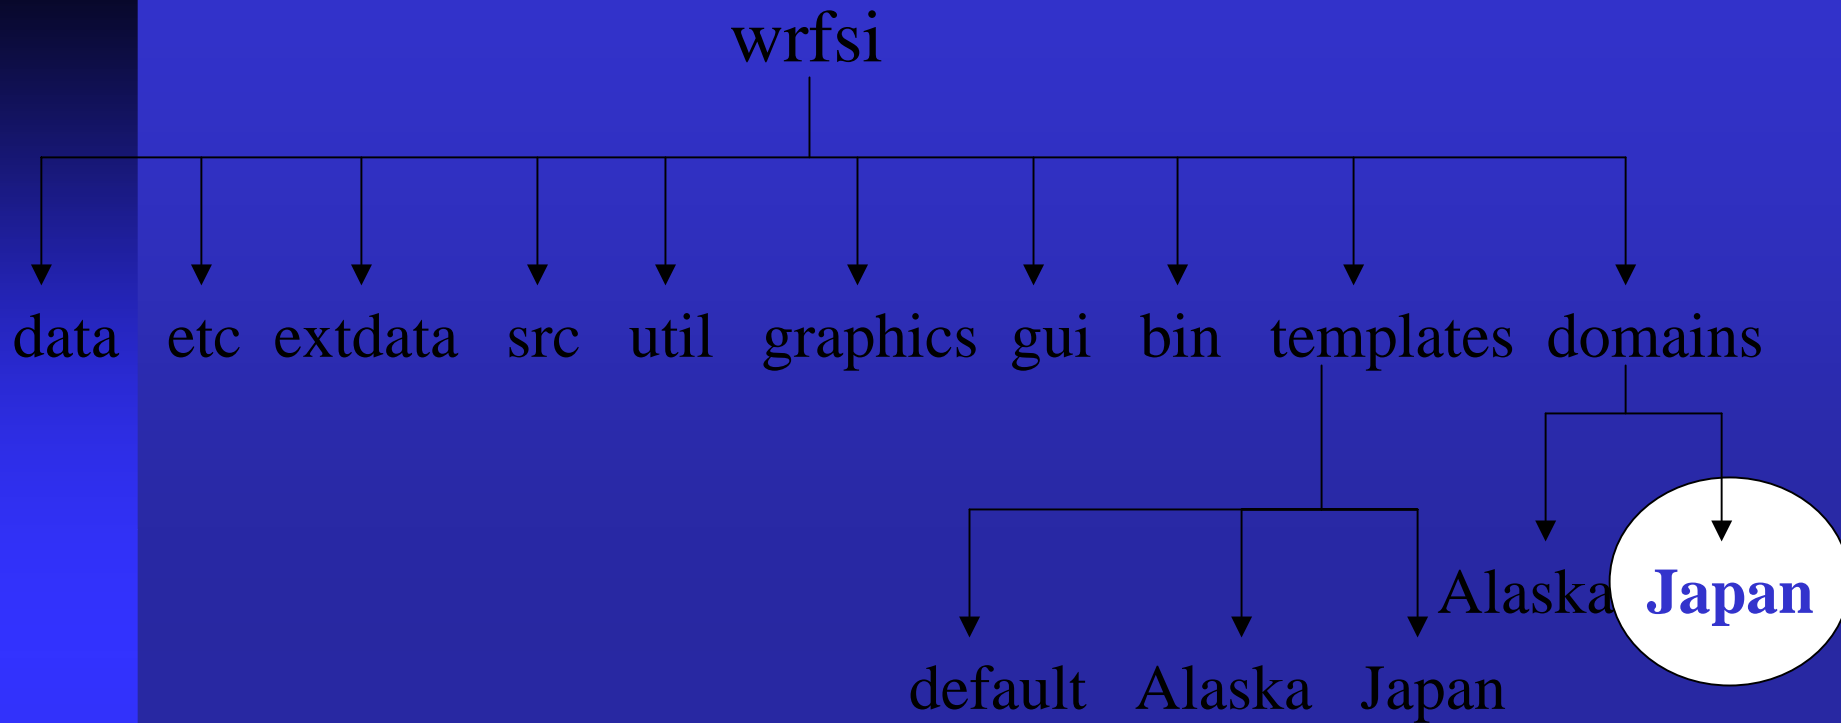 wrfsi
data etc extdata src util graphics gui bin templates domains
Alaska Japan
default Alaska Japan